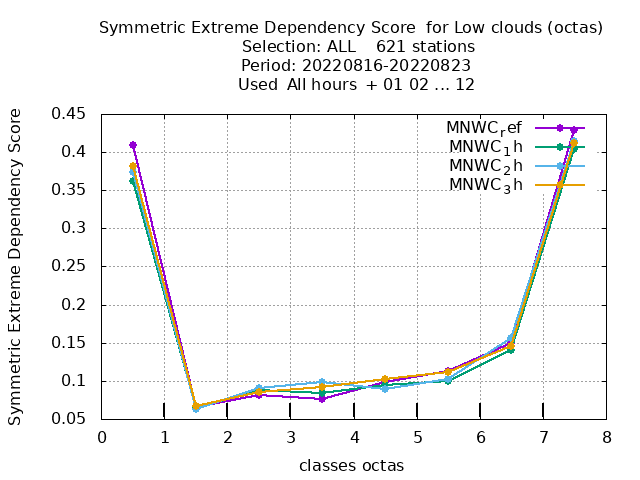 Symmetric Extreme Dependency Score for Low clouds (octas)
Selection: ALL 621 stations
Period: 20220816-20220823
Used All hours + 01 02 ... 12
Symmetric Extreme Dependency Score
0.45
0.4
0.35
0.3
0.25
0.2
0.15
0.1
0.05
MNWC_ref
MNWC_1h
MNWC_2h
MNWC_3h
0 1 2 3 4 5 6 7 8
classes octas